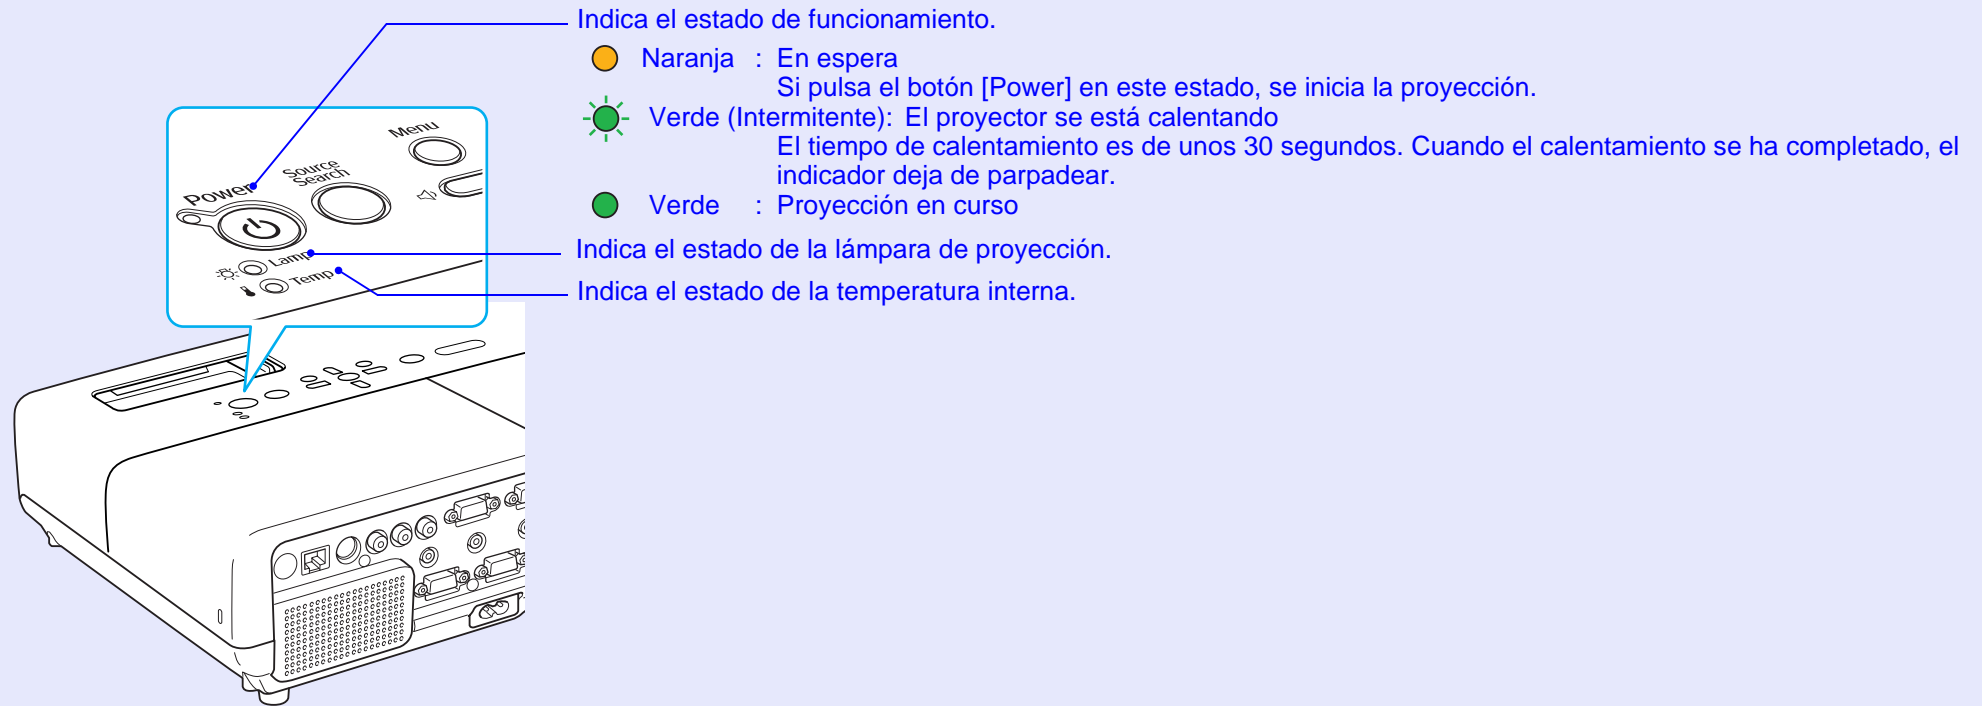 Indica el estado de funcionamiento.
Naranja : En espera
Si pulsa el botón [Power] en este estado, se inicia la proyección.
Verde (Intermitente): El proyector se está calentando
El tiempo de calentamiento es de unos 30 segundos. Cuando el calentamiento se ha completado, el
indicador deja de parpadear.
Verde : Proyección en curso
Indica el estado de la lámpara de proyección.
Indica el estado de la temperatura interna.
Menu
Source
Search
Power
Lamp
Temp